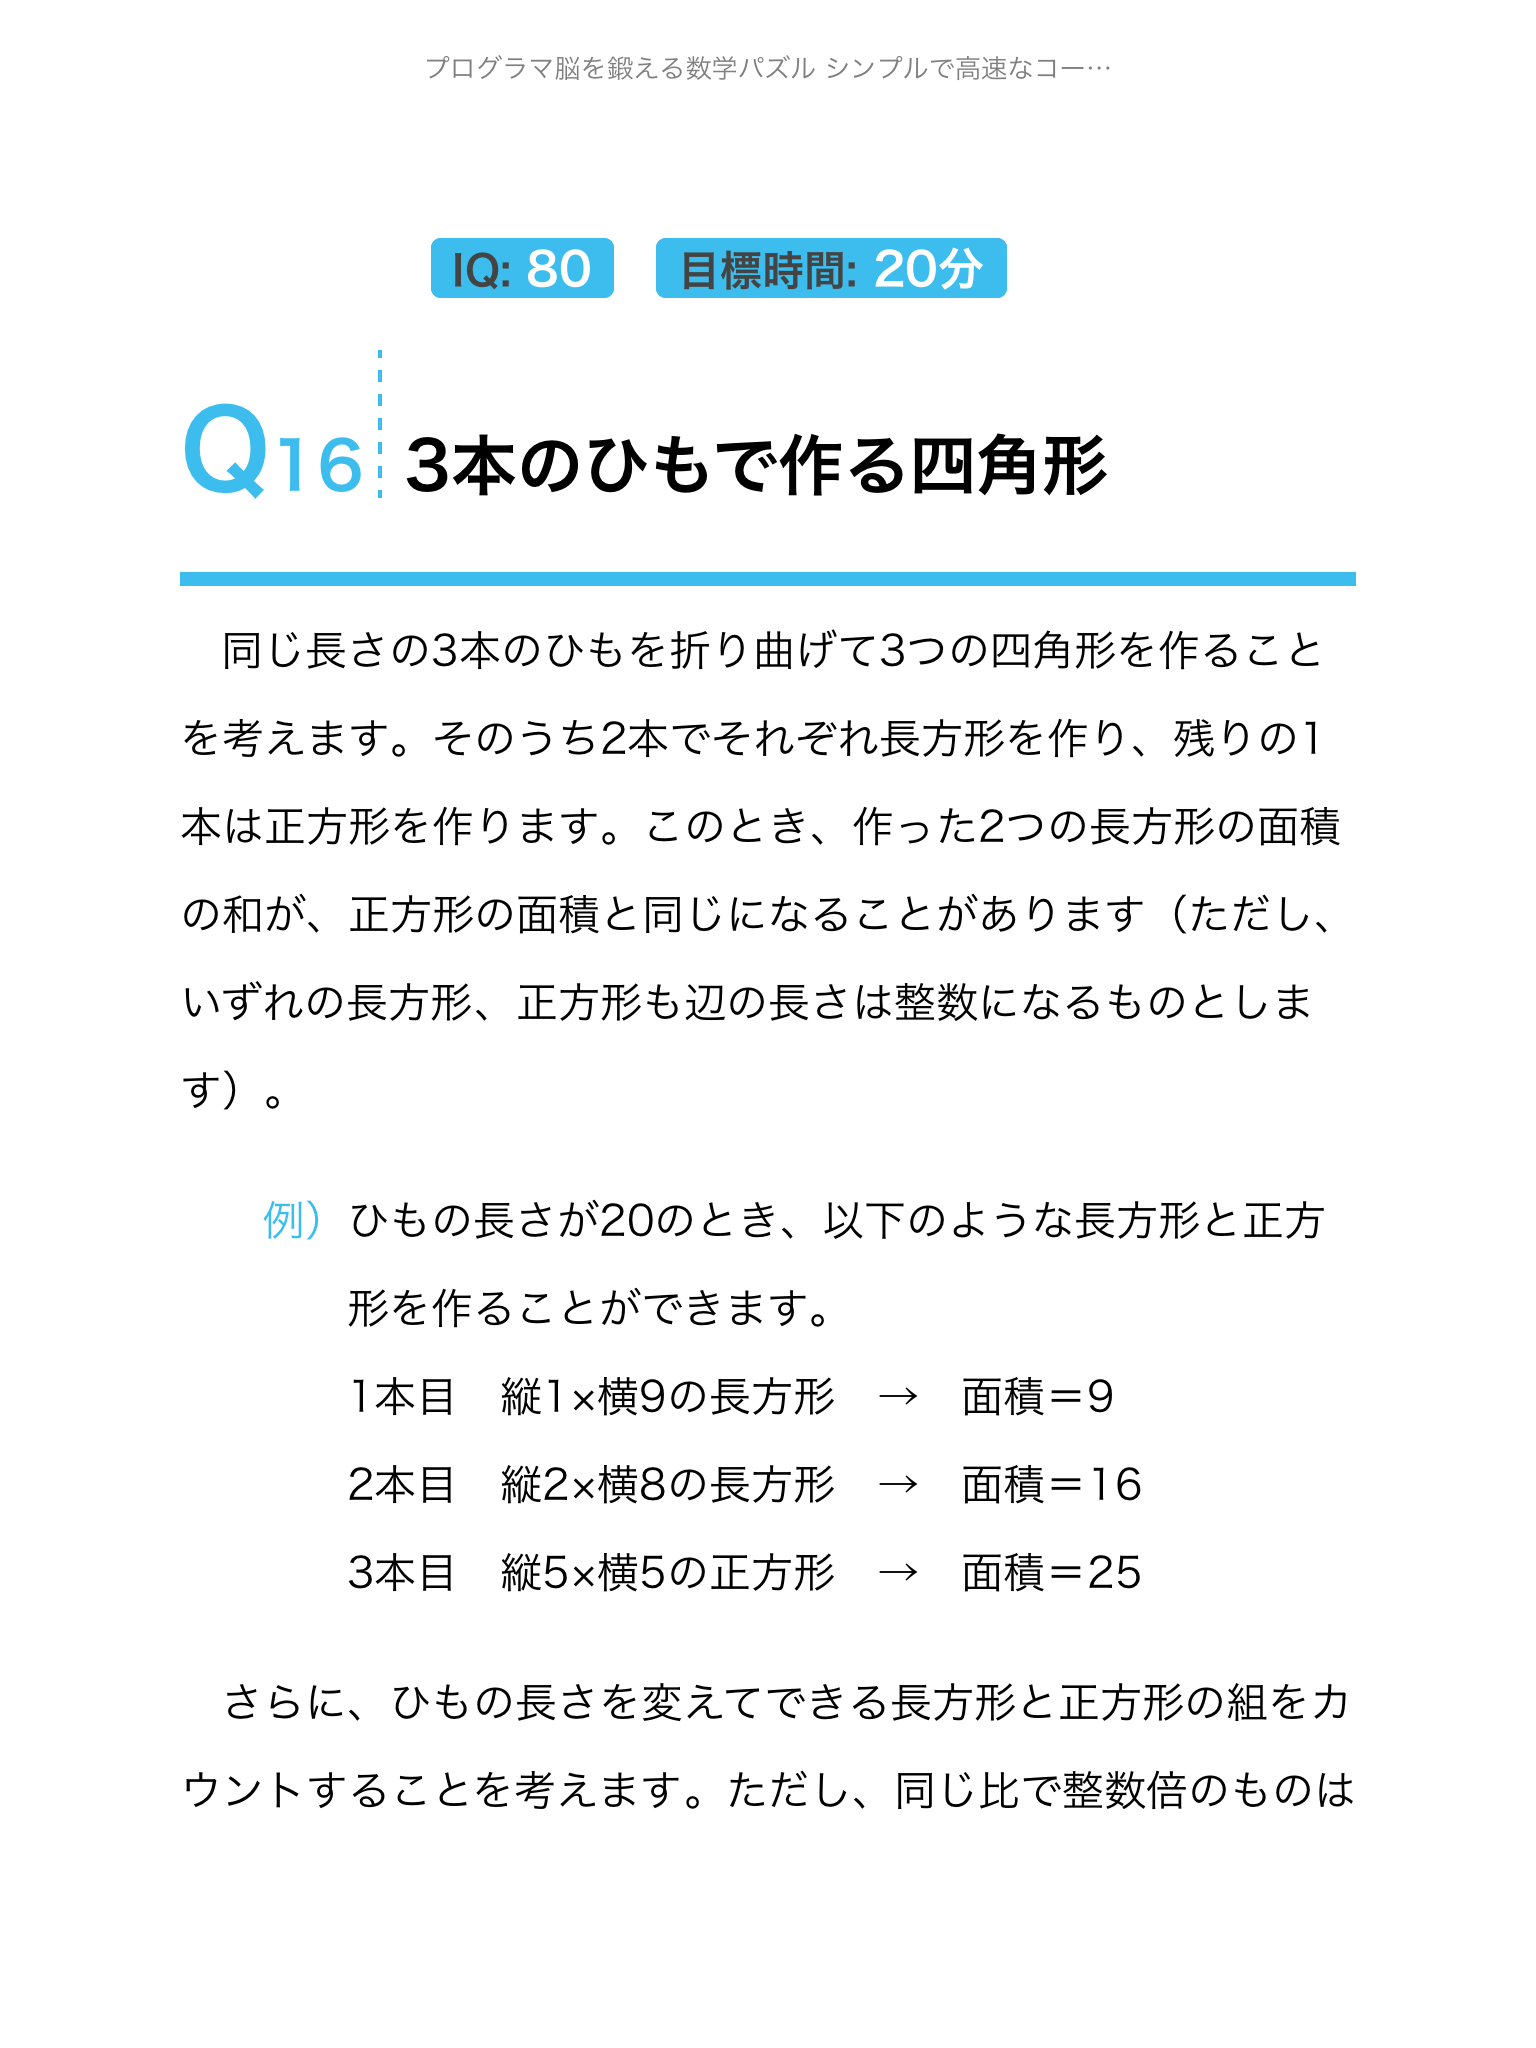 プログラマ脳を鍛える数学パズル シンプルで高速なコー…
IQ: 80 目標時間: 20分
Q16 3本のひもで作る四角形
同じ長さの3本のひもを折り曲げて3つの四角形を作ること
を考えます。そのうち2本でそれぞれ長方形を作り、残りの1
本は正方形を作ります。このとき、作った2つの長方形の面積
の和が、正方形の面積と同じになることがあります（ただし、
いずれの長方形、正方形も辺の長さは整数になるものとしま
す）。
例）ひもの長さが20のとき、以下のような長方形と正方
形を作ることができます。
1本目　縦1×横9の長方形　→　面積＝9
2本目　縦2×横8の長方形　→　面積＝16
3本目　縦5×横5の正方形　→　面積＝25
さらに、ひもの長さを変えてできる長方形と正方形の組をカ
ウントすることを考えます。ただし、同じ比で整数倍のものは